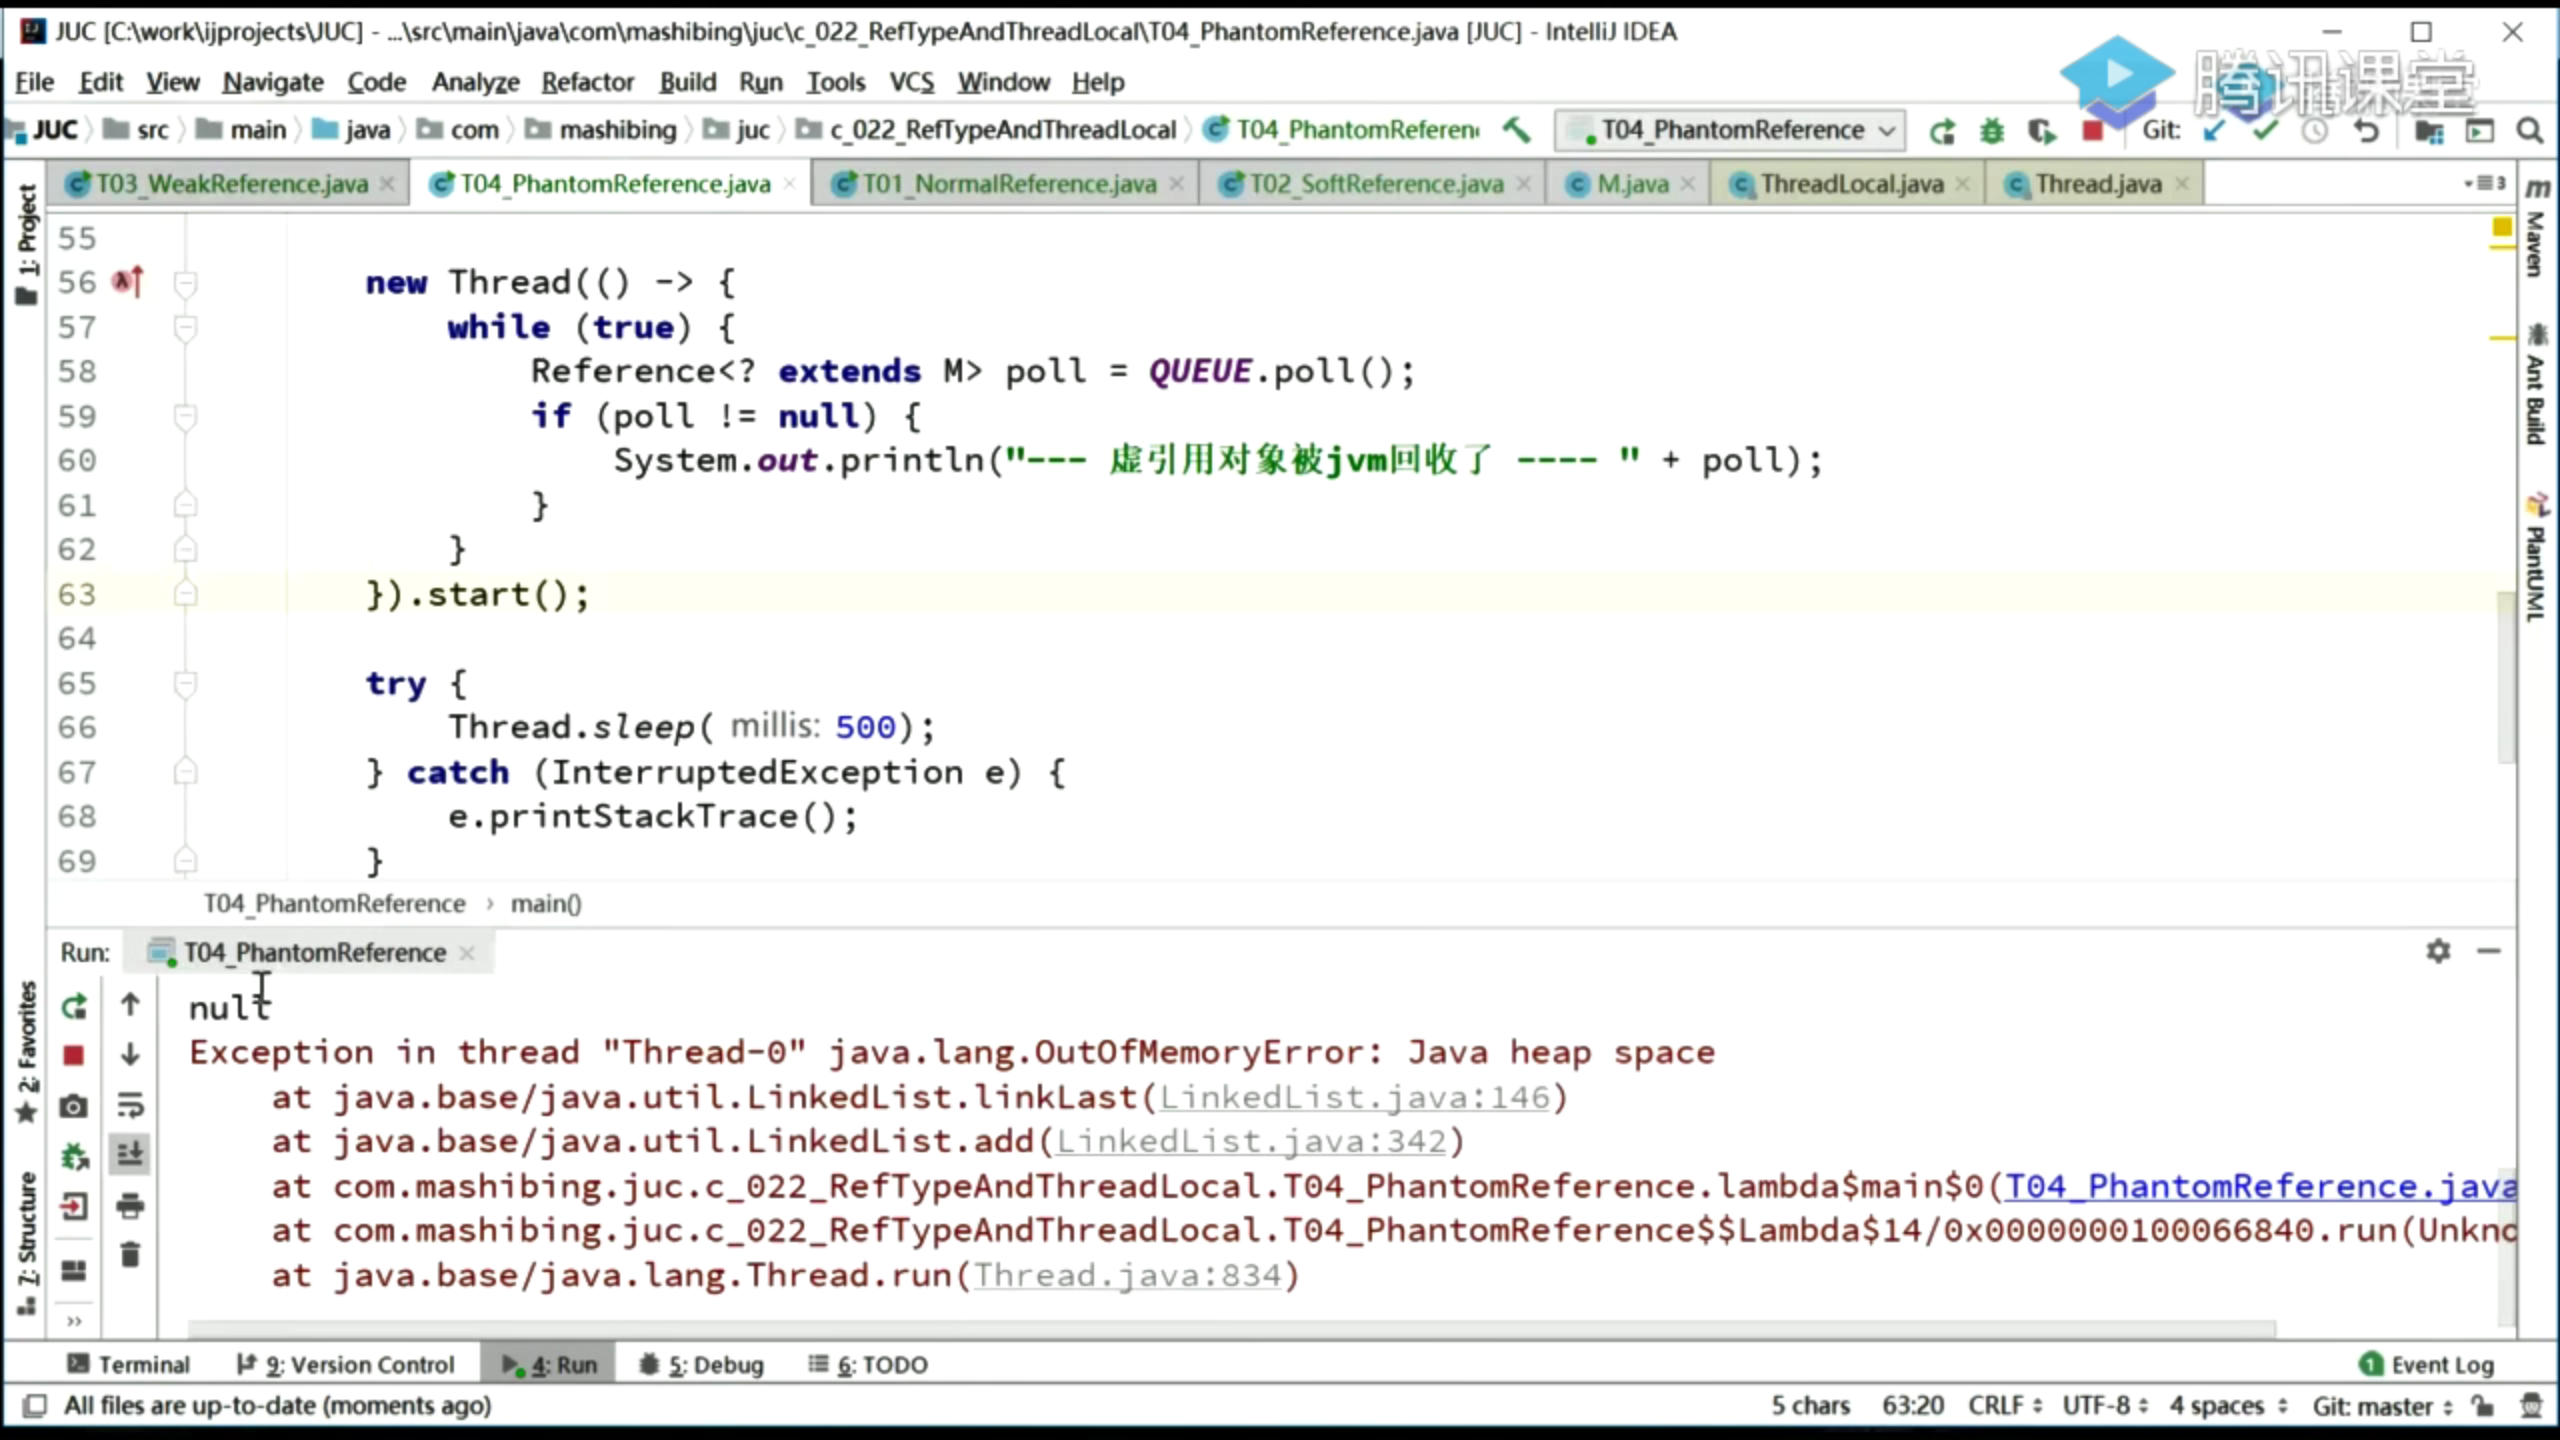 JUC [C:\work\ijprojects\JUC] - ...\src\main\java\com\mashibing\juc\c_022_RefTypeAndThreadLocal\T04_PhantomReference.java [JUC] - IntelliJ IDEA
腾讯课堂
File Edit View Navigate Code Analyze Refactor Build Run Tools VCS Window Help
JUC src main java com mashibing juc c_022_RefTypeAndThreadLocal T04_PhantomReferen T04_PhantomReference Git:
T03_WeakReference.java T04_PhantomReference.java T01_NormalReference.java T02_SoftReference.java M.java ThreadLocal.java Thread.java 3
1: Project
2: Favorites
7: Structure
Maven
Ant Build
PlantUML
55
56 new Thread(() -> {
57 while (true) {
58 Reference<? extends M> poll = QUEUE.poll();
59 if (poll != null) {
60 System.out.println("--- 虚引用对象被jvm回收了 ---- " + poll);
61 }
62 }
63 }).start();
64
65 try {
66 Thread.sleep( millis: 500);
67 } catch (InterruptedException e) {
68 e.printStackTrace();
69 }
T04_PhantomReference › main()
Run: T04_PhantomReference
null
Exception in thread "Thread-0" java.lang.OutOfMemoryError: Java heap space
at java.base/java.util.LinkedList.linkLast(LinkedList.java:146)
at java.base/java.util.LinkedList.add(LinkedList.java:342)
at com.mashibing.juc.c_022_RefTypeAndThreadLocal.T04_PhantomReference.lambda$main$0(T04_PhantomReference.java
at com.mashibing.juc.c_022_RefTypeAndThreadLocal.T04_PhantomReference$$Lambda$14/0x0000000100066840.run(Unkno
at java.base/java.lang.Thread.run(Thread.java:834)
Terminal 9: Version Control 4: Run 5: Debug 6: TODO 1 Event Log
All files are up-to-date (moments ago) 5 chars 63:20 CRLF UTF-8 4 spaces Git: master